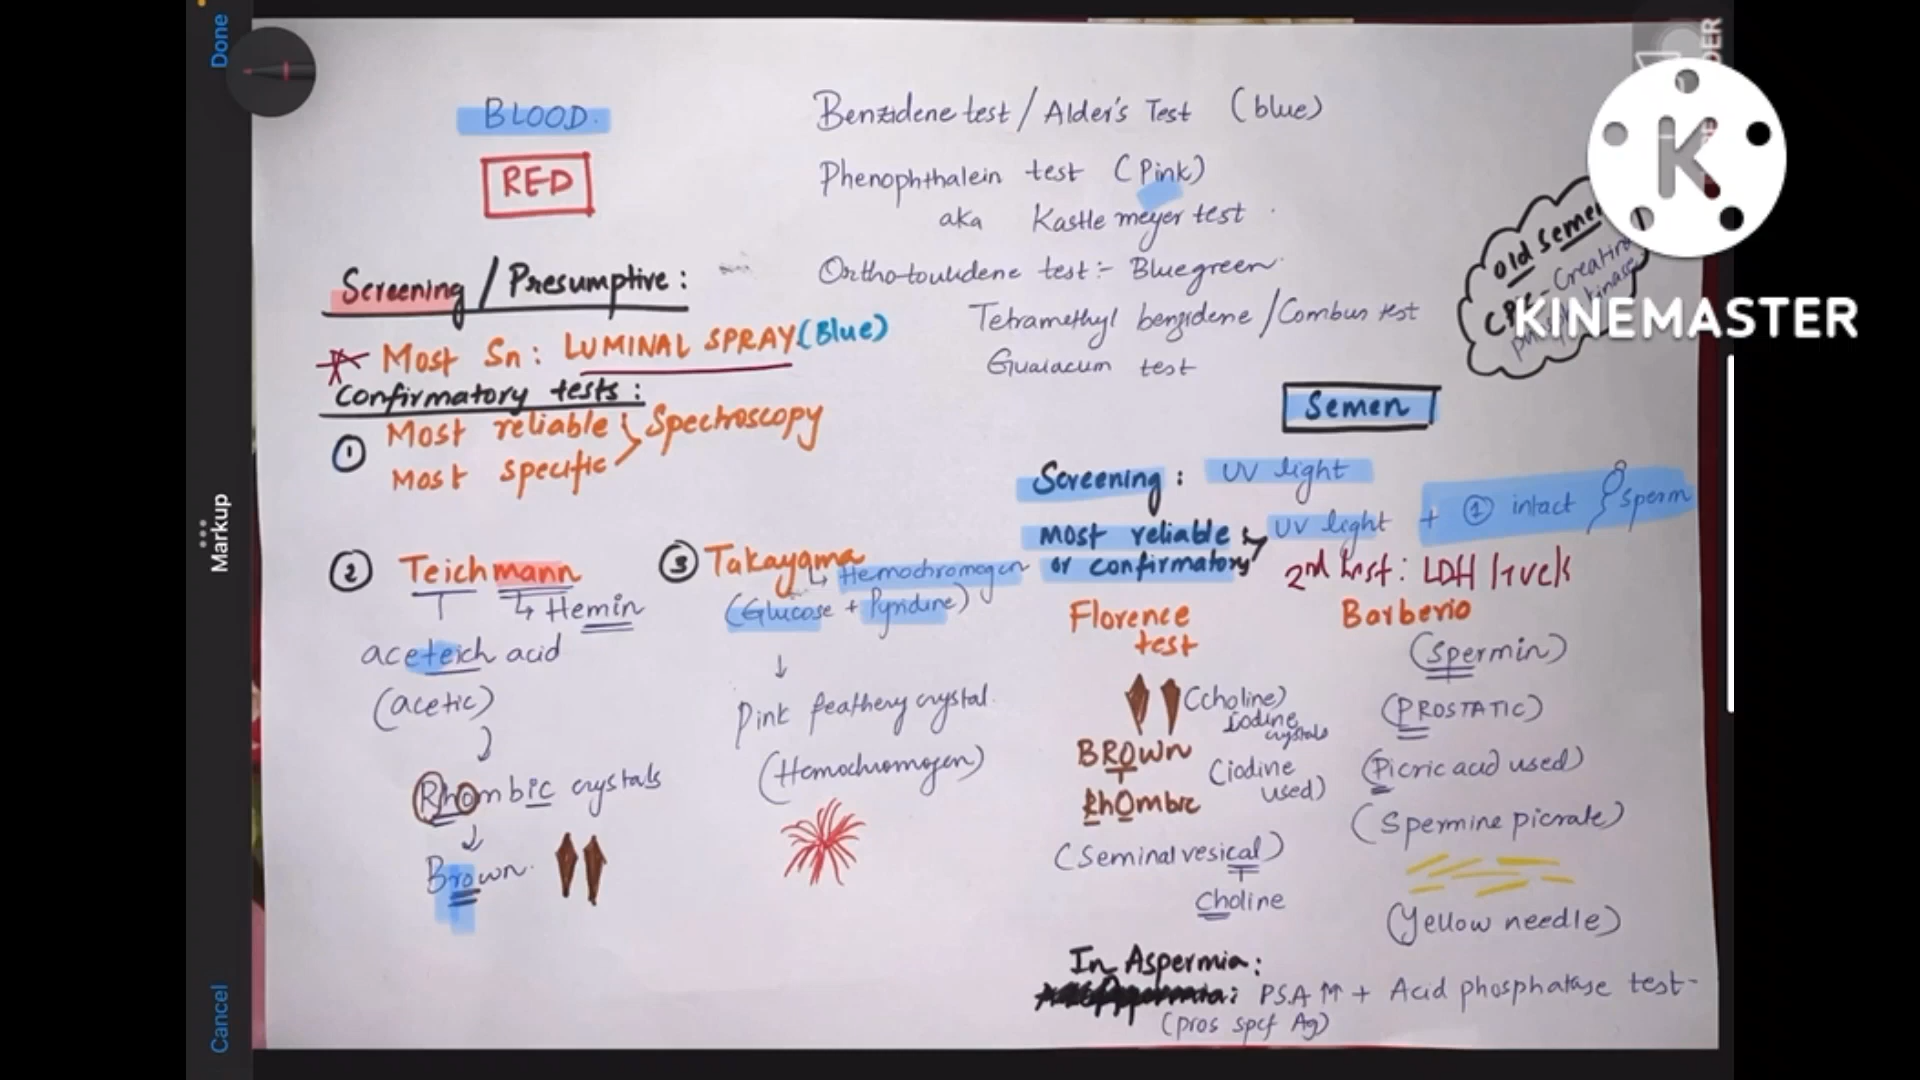 Done
Markup
Cancel
KINEMASTER
BLOOD.
RED
Screening / Presumptive:
Most Sn: LUMINAL SPRAY (Blue)
Confirmatory tests:
① Most reliable
Most specific
Spectroscopy
② Teichmann
↳ Hemin
aceteich acid
(acetic)
Rhombic crystals
↓
Brown.
③ Takayama
↳ Hemochromogen
(Glucose + Pyridine)
↓
Pink feathery crystal.
(Hemochromogen)
Benzidene test / Alder's Test (blue)
Phenophthalein test (Pink)
aka Kastle meyer test
Ortho-toulidene test :- Bluegreen
Tetramethyl benzidene / Combus test
Guaiacum test
Old semen
CPK - Creatine
kinase
Semen
Screening: UV light
most reliable
or confirmatory
UV light + ① intact sperm
2nd best: LDH levels
Florence
test
(Choline)
iodine
crystals
BROWN
(iodine
used)
RhOmbic
(Seminal vesical)
Choline
Barberio
(Spermin)
(PROSTATIC)
(Picric acid used)
(Spermine picrate)
(Yellow needle)
In Aspermia:
PSA ↑↑ + Acid phosphatase test-
(pros spcf Ag)